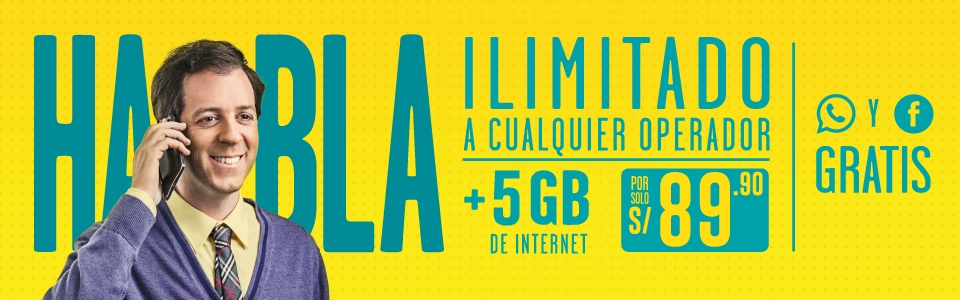 HABLA
ILIMITADO
A CUALQUIER OPERADOR
+5GB
DE INTERNET
POR SOLO
S/89.90
Y
GRATIS